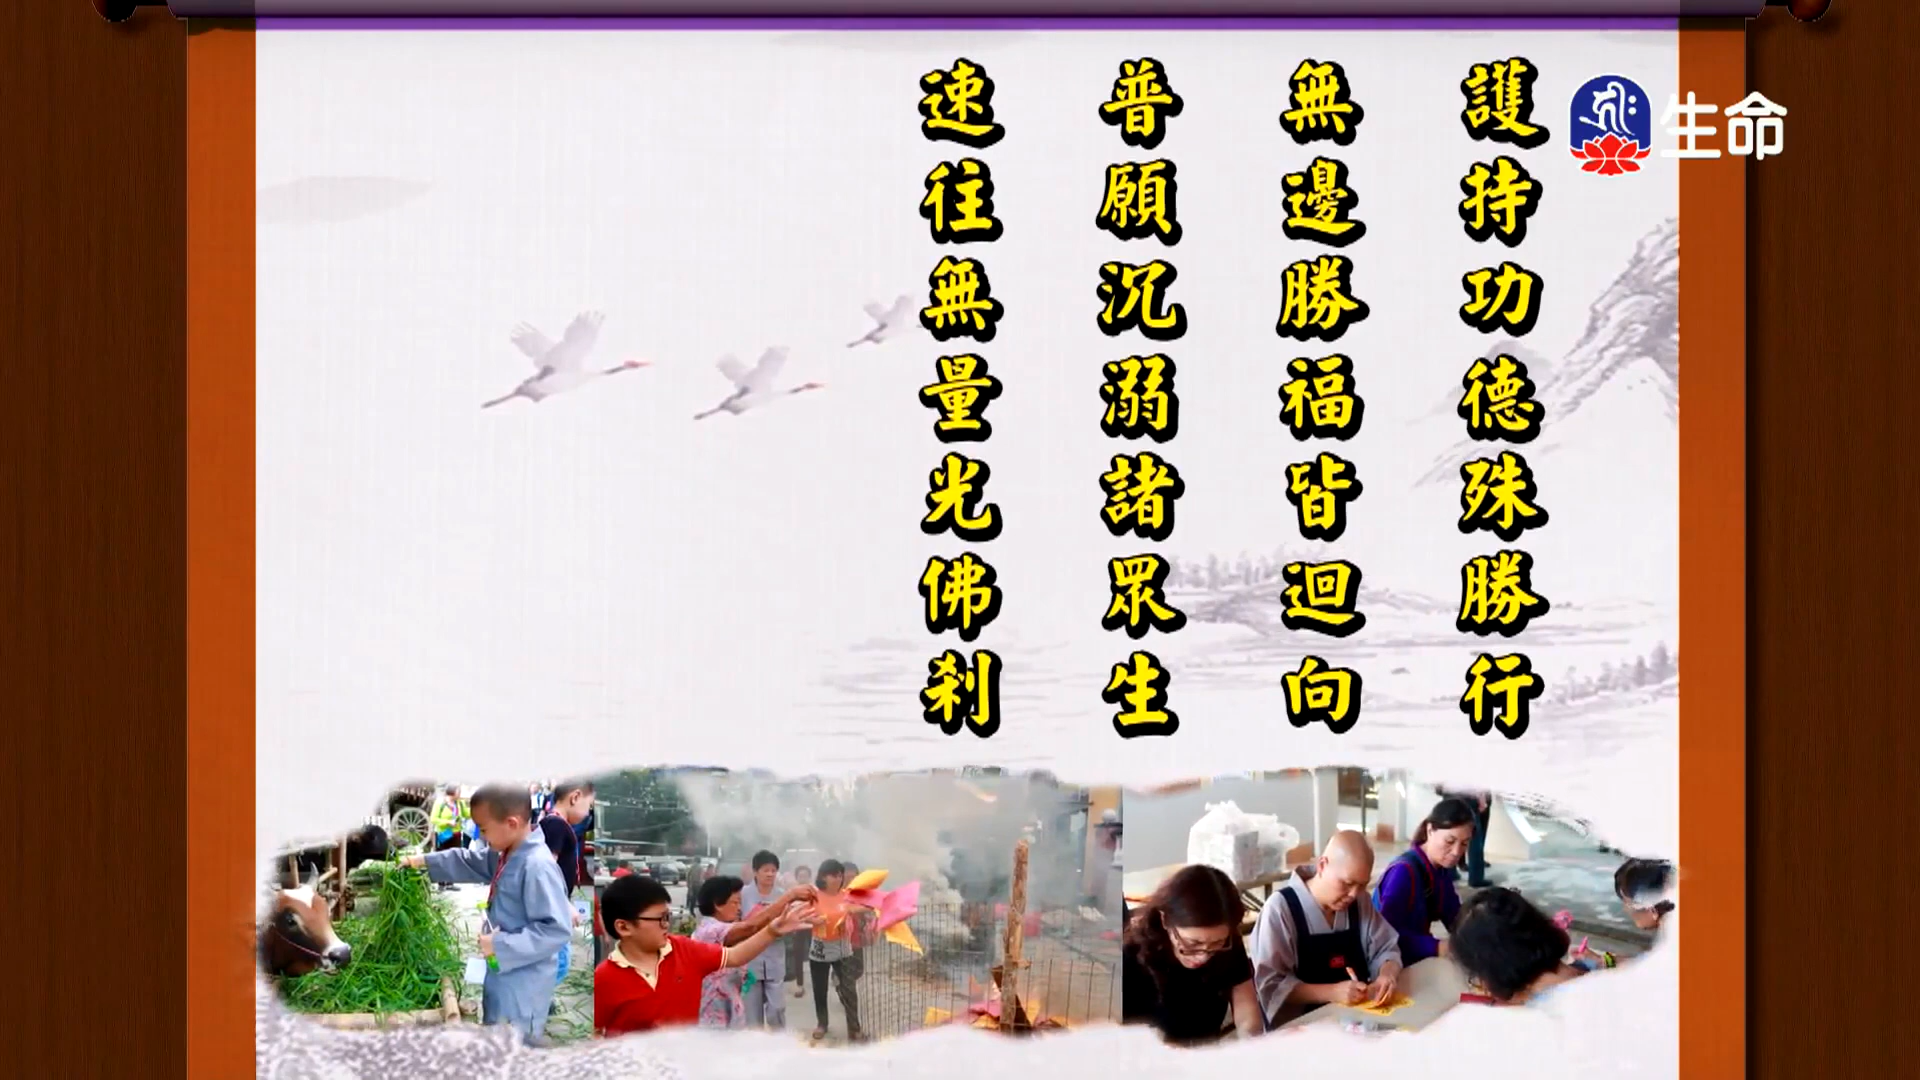 護持功德殊勝行
無邊勝福皆迴向
普願沉溺諸眾生
速往無量光佛剎
生命